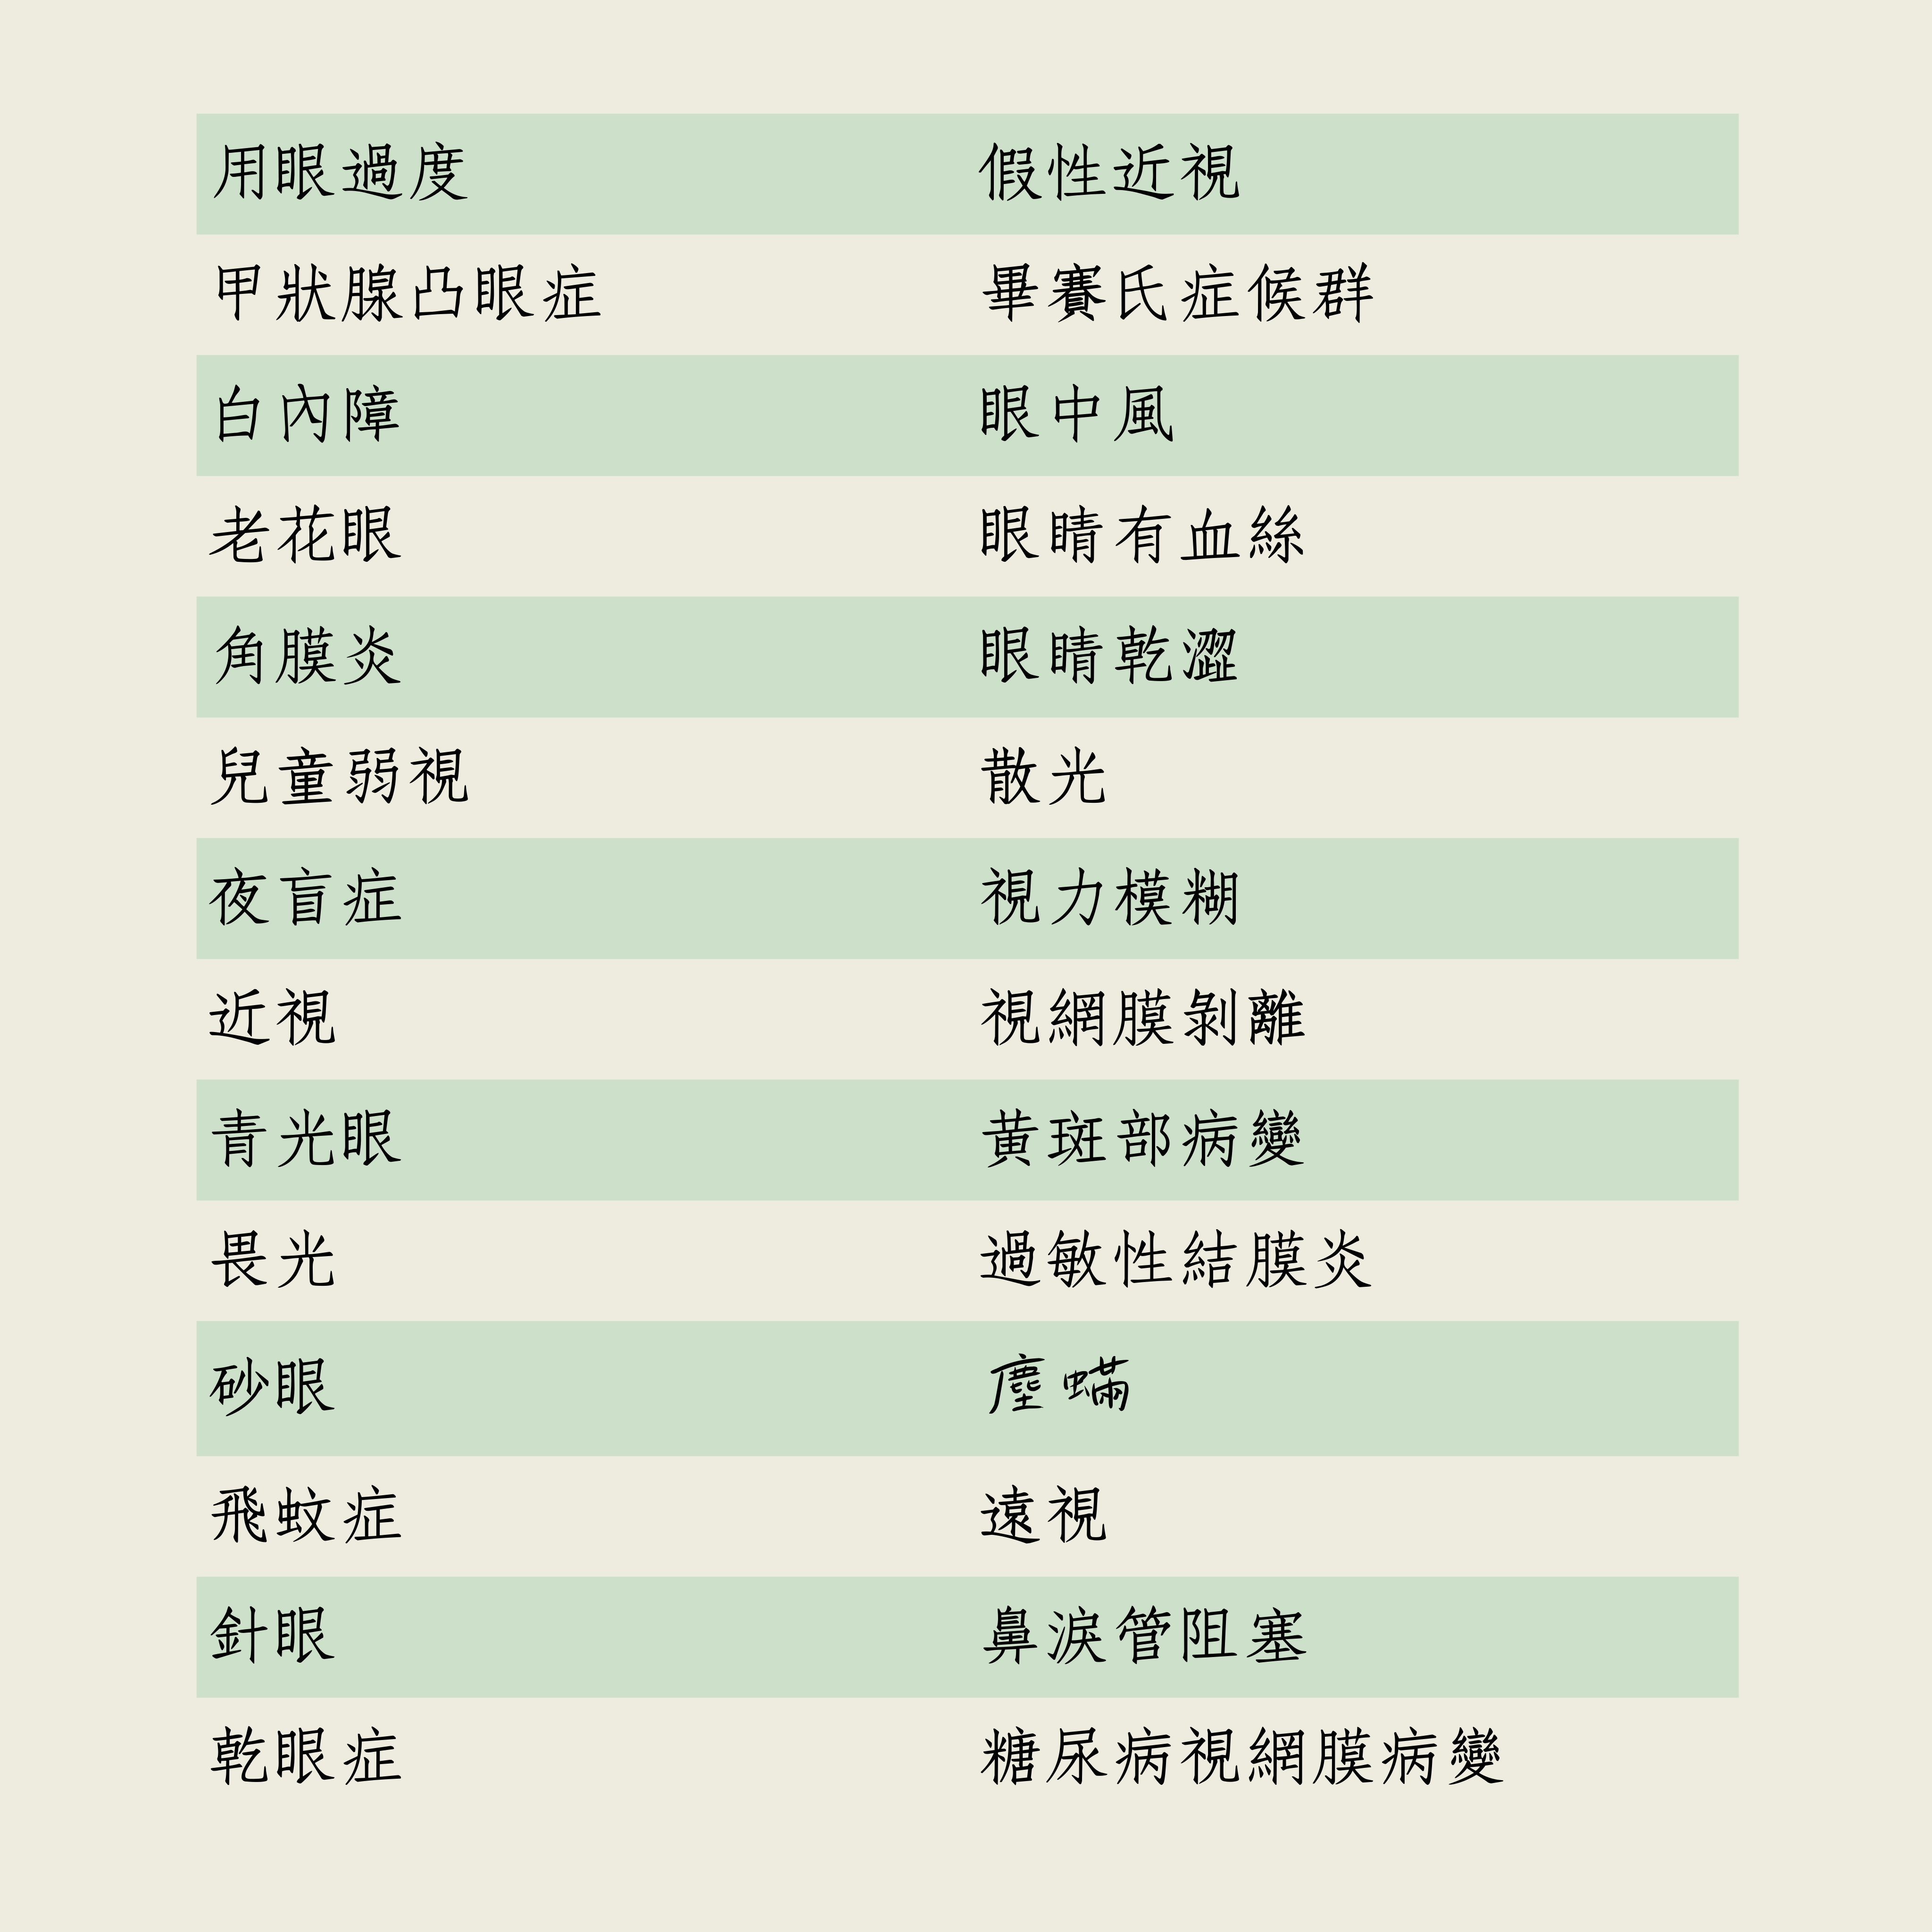 用眼過度 假性近視
甲狀腺凸眼症 畢賽氏症候群
白內障 眼中風
老花眼 眼睛有血絲
角膜炎 眼睛乾澀
兒童弱視 散光
夜盲症 視力模糊
近視 視網膜剝離
青光眼 黃斑部病變
畏光 過敏性結膜炎
砂眼 塵蟎
飛蚊症 遠視
針眼 鼻淚管阻塞
乾眼症 糖尿病視網膜病變